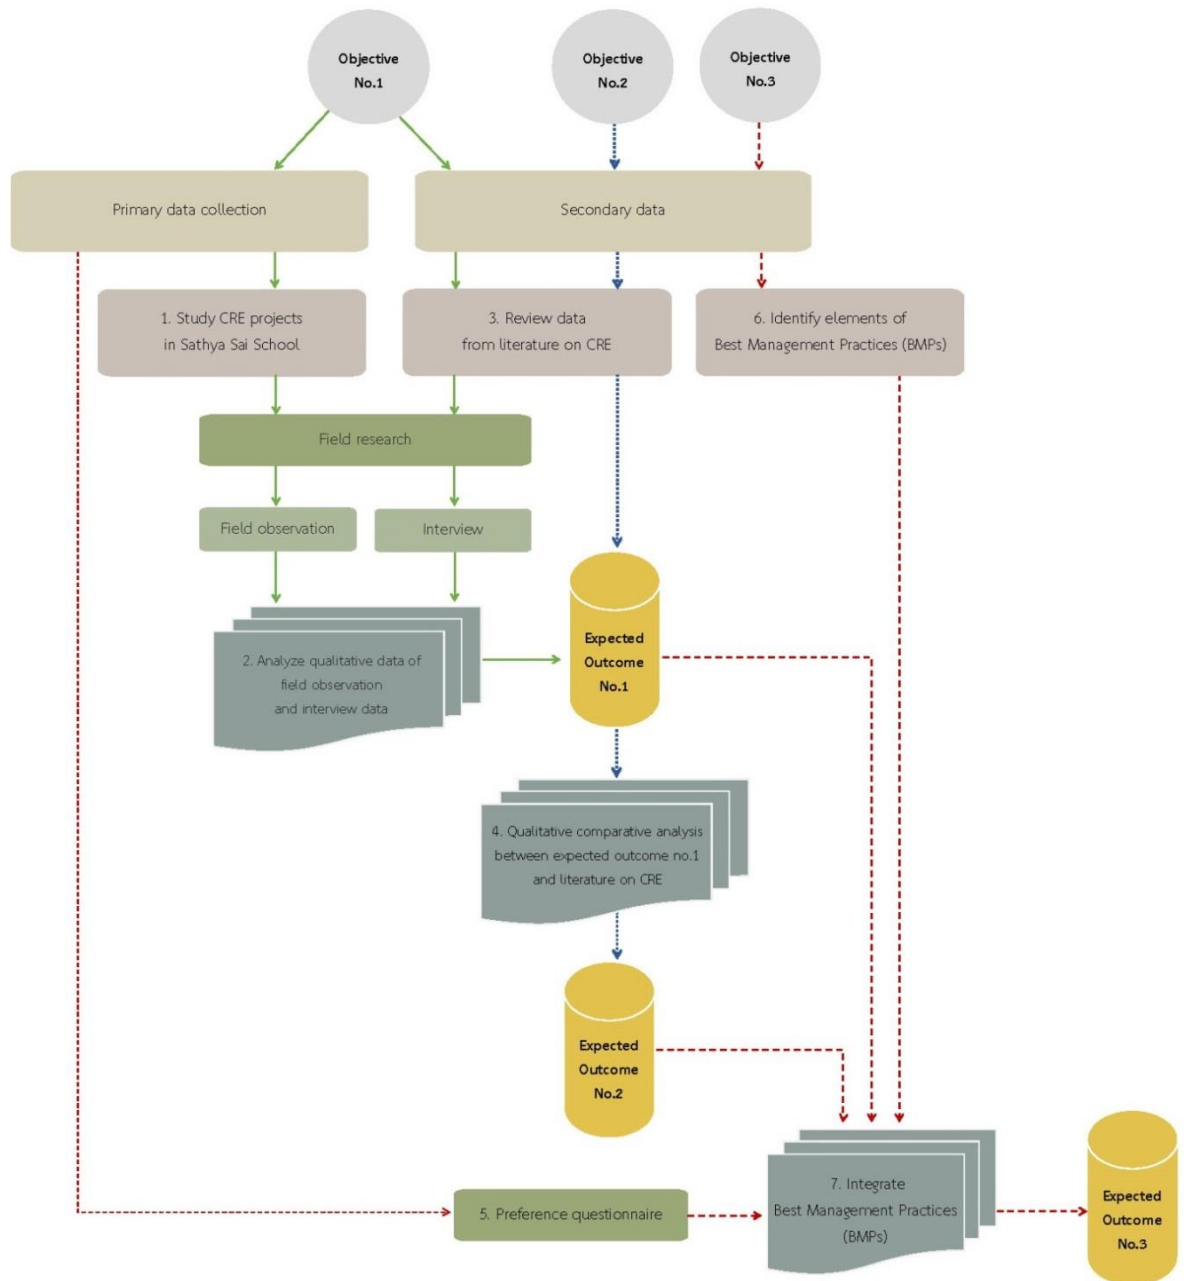 Objective
No.1
Objective
No.2
Objective
No.3
Primary data collection
Secondary data
1. Study CRE projects
in Sathya Sai School
3. Review data
from literature on CRE
6. Identify elements of
Best Management Practices (BMPs)
Field research
Field observation
Interview
2. Analyze qualitative data of
field observation
and interview data
Expected
Outcome
No.1
4. Qualitative comparative analysis
between expected outcome no.1
and literature on CRE
Expected
Outcome
No.2
5. Preference questionnaire
7. Integrate
Best Management Practices
(BMPs)
Expected
Outcome
No.3